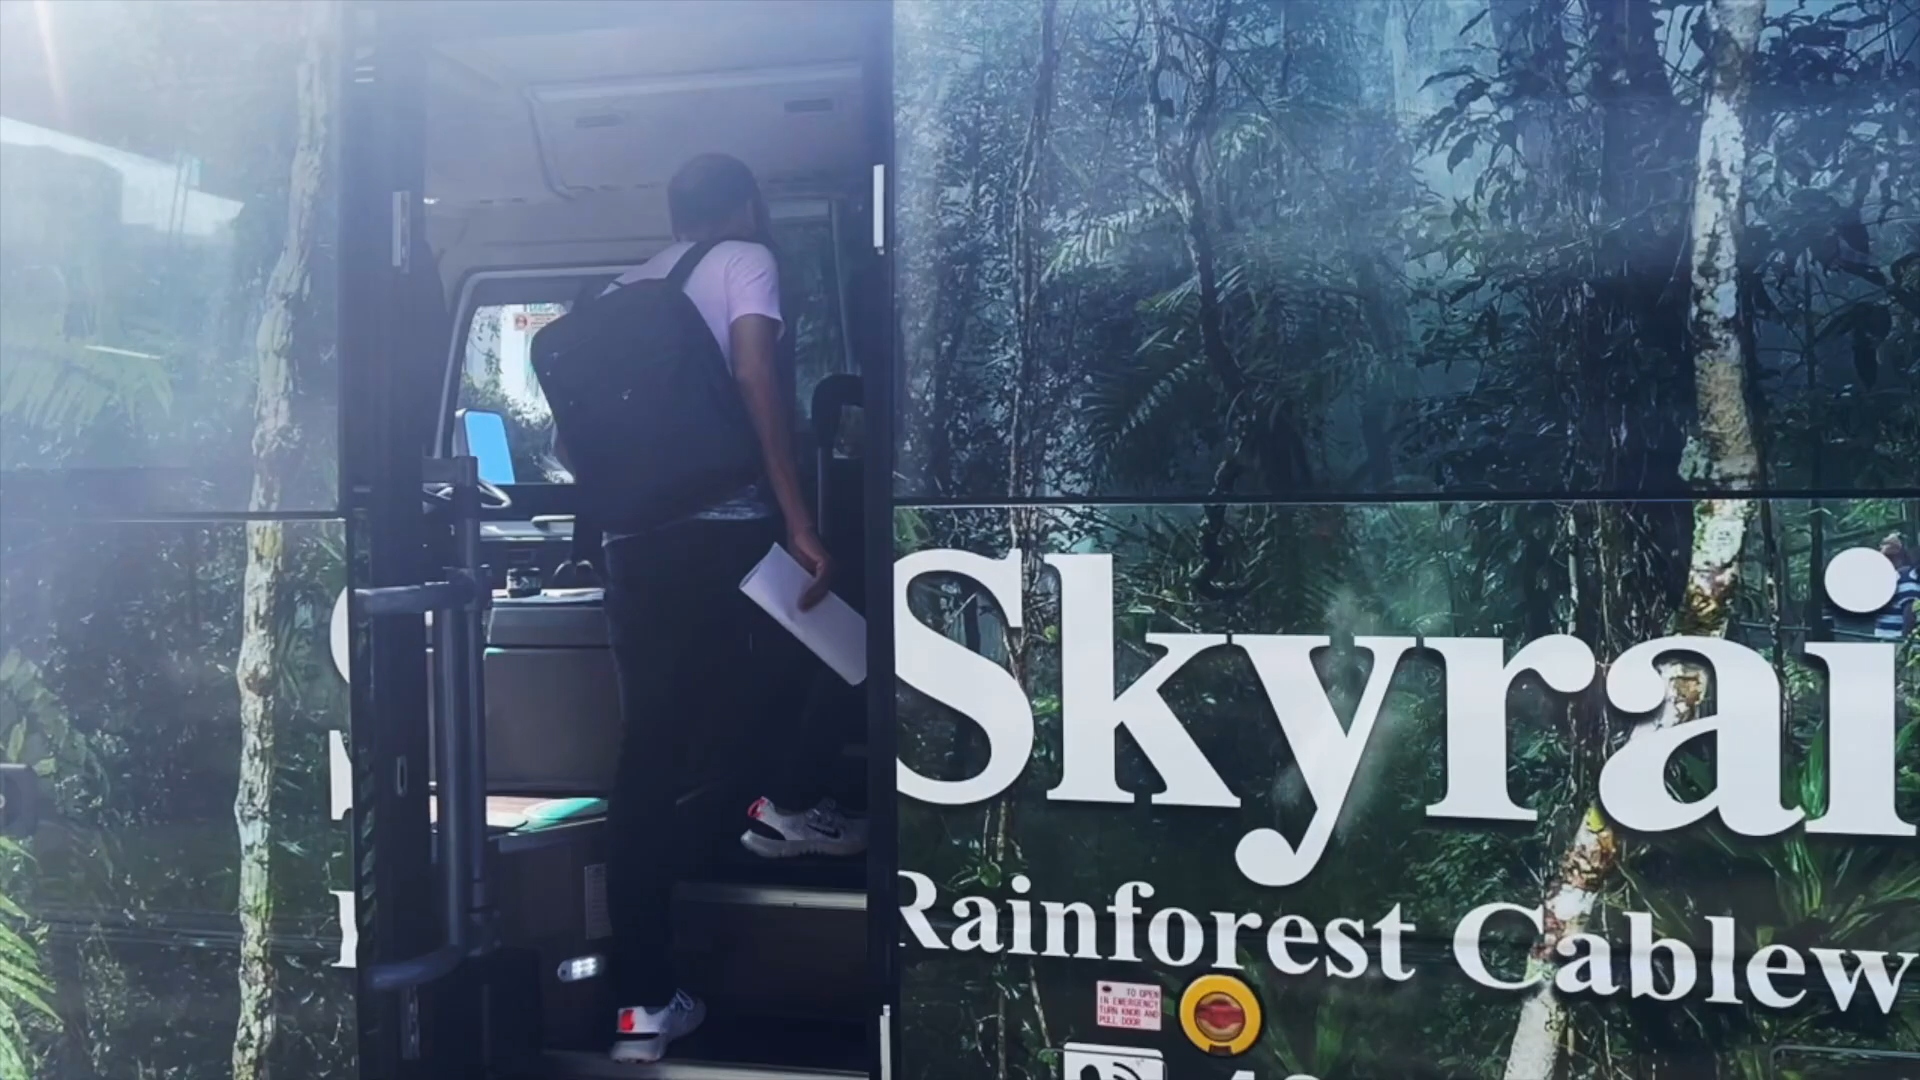 Skyrai
Rainforest Cablew
TO OPEN
IN EMERGENCY
TURN KNOB AND
PULL DOOR